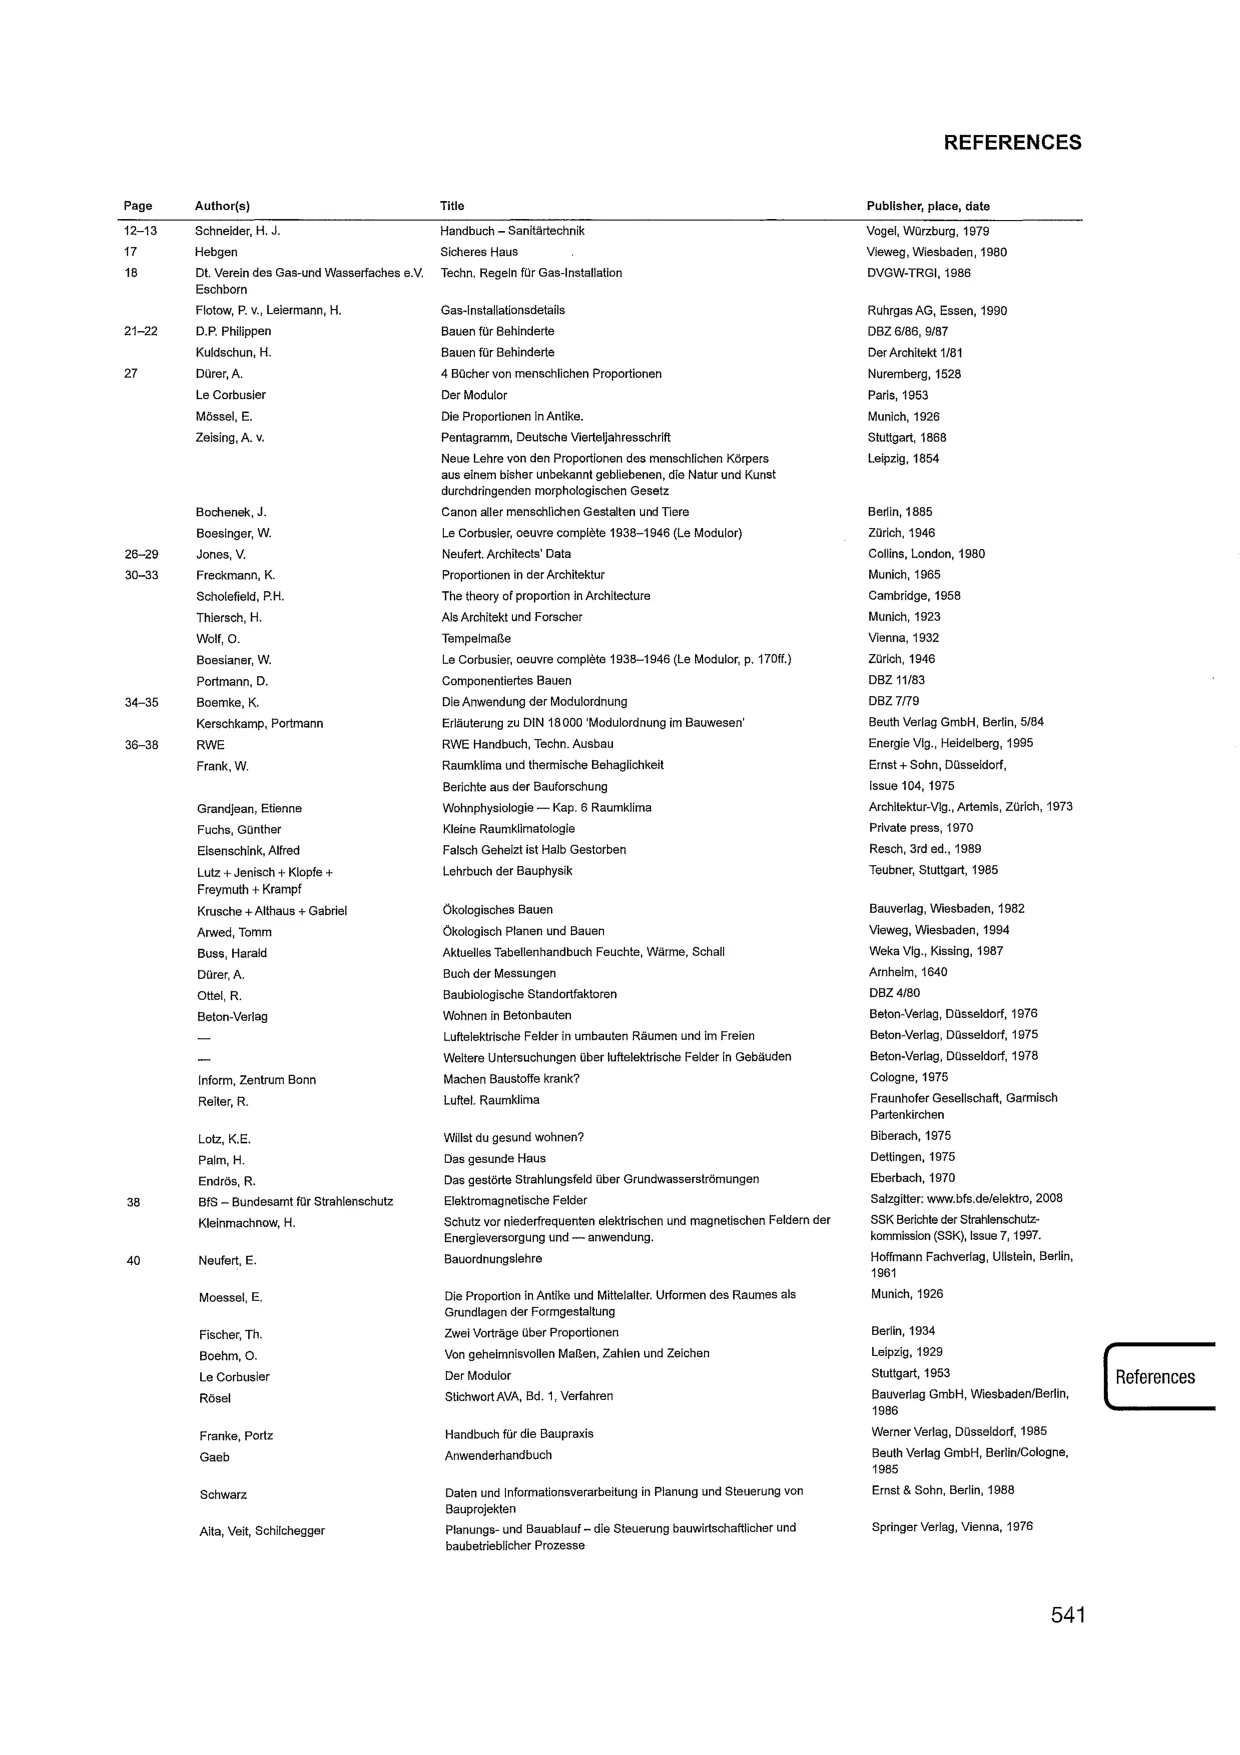 REFERENCES
Page Author(s) Title Publisher, place, date
12–13 Schneider, H. J. Handbuch – Sanitärtechnik Vogel, Würzburg, 1979
17 Hebgen Sicheres Haus Vieweg, Wiesbaden, 1980
18 Dt. Verein des Gas-und Wasserfaches e.V. Techn. Regeln für Gas-Installation DVGW-TRGI, 1986
Eschborn
Flotow, P. v., Leiermann, H. Gas-Installationsdetails Ruhrgas AG, Essen, 1990
21–22 D.P. Philippen Bauen für Behinderte DBZ 6/86, 9/87
Kuldschun, H. Bauen für Behinderte Der Architekt 1/81
27 Dürer, A. 4 Bücher von menschlichen Proportionen Nuremberg, 1528
Le Corbusier Der Modulor Paris, 1953
Mössel, E. Die Proportionen in Antike. Munich, 1926
Zeising, A. v. Pentagramm, Deutsche Vierteljahresschrift Stuttgart, 1868
Neue Lehre von den Proportionen des menschlichen Körpers Leipzig, 1854
aus einem bisher unbekannt gebliebenen, die Natur und Kunst
durchdringenden morphologischen Gesetz
Bochenek, J. Canon aller menschlichen Gestalten und Tiere Berlin, 1885
Boesinger, W. Le Corbusier, oeuvre complète 1938–1946 (Le Modulor) Zürich, 1946
26–29 Jones, V. Neufert. Architects' Data Collins, London, 1980
30–33 Freckmann, K. Proportionen in der Architektur Munich, 1965
Scholefield, P.H. The theory of proportion in Architecture Cambridge, 1958
Thiersch, H. Als Architekt und Forscher Munich, 1923
Wolf, O. Tempelmaße Vienna, 1932
Boesianer, W. Le Corbusier, oeuvre complète 1938–1946 (Le Modulor, p. 170ff.) Zürich, 1946
Portmann, D. Componentiertes Bauen DBZ 11/83
34–35 Boemke, K. Die Anwendung der Modulordnung DBZ 7/79
Kerschkamp, Portmann Erläuterung zu DIN 18000 'Modulordnung im Bauwesen' Beuth Verlag GmbH, Berlin, 5/84
36–38 RWE RWE Handbuch, Techn. Ausbau Energie Vlg., Heidelberg, 1995
Frank, W. Raumklima und thermische Behaglichkeit Ernst + Sohn, Düsseldorf,
Berichte aus der Bauforschung Issue 104, 1975
Grandjean, Etienne Wohnphysiologie — Kap. 6 Raumklima Architektur-Vlg., Artemis, Zürich, 1973
Fuchs, Günther Kleine Raumklimatologie Private press, 1970
Eisenschink, Alfred Falsch Geheizt ist Halb Gestorben Resch, 3rd ed., 1989
Lutz + Jenisch + Klopfe + Lehrbuch der Bauphysik Teubner, Stuttgart, 1985
Freymuth + Krampf
Krusche + Althaus + Gabriel Ökologisches Bauen Bauverlag, Wiesbaden, 1982
Arwed, Tomm Ökologisch Planen und Bauen Vieweg, Wiesbaden, 1994
Buss, Harald Aktuelles Tabellenhandbuch Feuchte, Wärme, Schall Weka Vlg., Kissing, 1987
Dürer, A. Buch der Messungen Arnheim, 1640
Ottel, R. Baubiologische Standortfaktoren DBZ 4/80
Beton-Verlag Wohnen in Betonbauten Beton-Verlag, Düsseldorf, 1976
— Luftelektrische Felder in umbauten Räumen und im Freien Beton-Verlag, Düsseldorf, 1975
— Weitere Untersuchungen über luftelektrische Felder in Gebäuden Beton-Verlag, Düsseldorf, 1978
Inform, Zentrum Bonn Machen Baustoffe krank? Cologne, 1975
Reiter, R. Luftel. Raumklima Fraunhofer Gesellschaft, Garmisch
Partenkirchen
Lotz, K.E. Willst du gesund wohnen? Biberach, 1975
Palm, H. Das gesunde Haus Dettingen, 1975
Endrös, R. Das gestörte Strahlungsfeld über Grundwasserströmungen Eberbach, 1970
38 BfS – Bundesamt für Strahlenschutz Elektromagnetische Felder Salzgitter: www.bfs.de/elektro, 2008
Kleinmachnow, H. Schutz vor niederfrequenten elektrischen und magnetischen Feldern der SSK Berichte der Strahlenschutz-
Energieversorgung und — anwendung. kommission (SSK), Issue 7, 1997.
40 Neufert, E. Bauordnungslehre Hoffmann Fachverlag, Ullstein, Berlin,
1961
Moessel, E. Die Proportion in Antike und Mittelalter. Urformen des Raumes als Munich, 1926
Grundlagen der Formgestaltung
Fischer, Th. Zwei Vorträge über Proportionen Berlin, 1934
Boehm, O. Von geheimnisvollen Maßen, Zahlen und Zeichen Leipzig, 1929
Le Corbusier Der Modulor Stuttgart, 1953
Rösel Stichwort AVA, Bd. 1, Verfahren Bauverlag GmbH, Wiesbaden/Berlin,
1986
Franke, Portz Handbuch für die Baupraxis Werner Verlag, Düsseldorf, 1985
Gaeb Anwenderhandbuch Beuth Verlag GmbH, Berlin/Cologne,
1985
Schwarz Daten und Informationsverarbeitung in Planung und Steuerung von Ernst & Sohn, Berlin, 1988
Bauprojekten
Aita, Veit, Schilchegger Planungs- und Bauablauf – die Steuerung bauwirtschaftlicher und Springer Verlag, Vienna, 1976
baubetrieblicher Prozesse
References
541